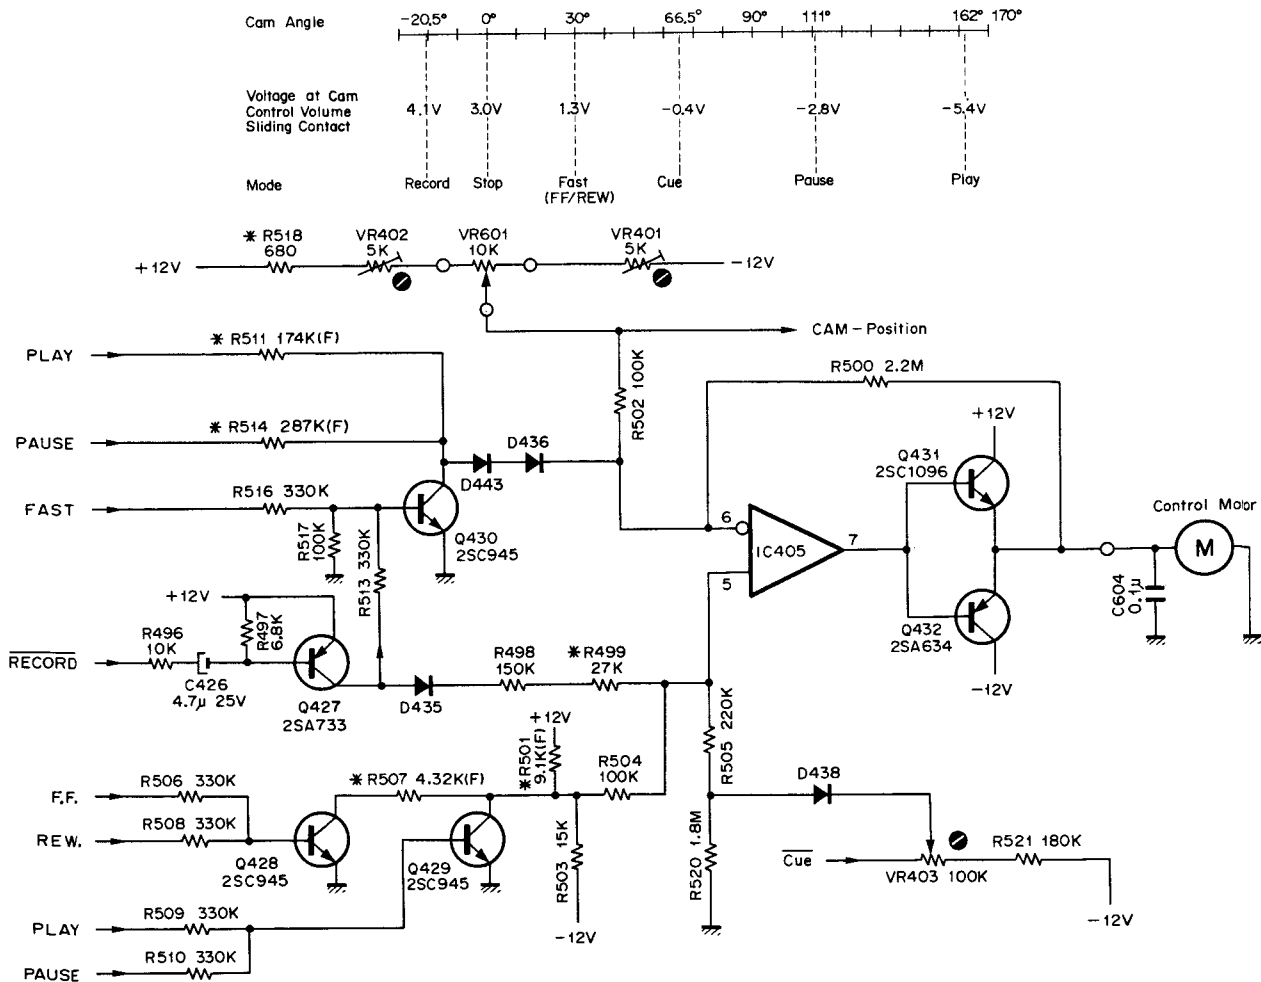 Cam Angle -20.5° 0° 30° 66.5° 90° 111° 162° 170°
Voltage at Cam
Control Volume 4.1V 3.0V 1.3V -0.4V -2.8V -5.4V
Sliding Contact
Mode Record Stop Fast Cue Pause Play
(FF/REW)
* R518 VR402 VR601 VR401
680 5K 10K 5K
+12V -12V
CAM-Position
* R511 174K(F)
PLAY
R502 100K
R500 2.2M
* R514 287K(F)
PAUSE
D436
D443
+12V
Q431
2SC1096
R516 330K
FAST
R517
100K
Q430
2SC945
R513 330K
6
IC405
7
5
Control Motor
M
C604
0.1μ
Q432
2SA634
-12V
+12V
R497
6.8K
R496
10K
RECORD
C426
4.7μ 25V
Q427
2SA733
D435
R498
150K
* R499
27K
+12V
* R501
9.1K(F)
R504
100K
R505 220K
* R507 4.32K(F)
R506 330K
F.F.
R508 330K
REW.
Q428
2SC945
Q429
2SC945
R503 15K
-12V
D438
R520 1.8M
Cue
VR403 100K
R521 180K
-12V
R509 330K
PLAY
R510 330K
PAUSE